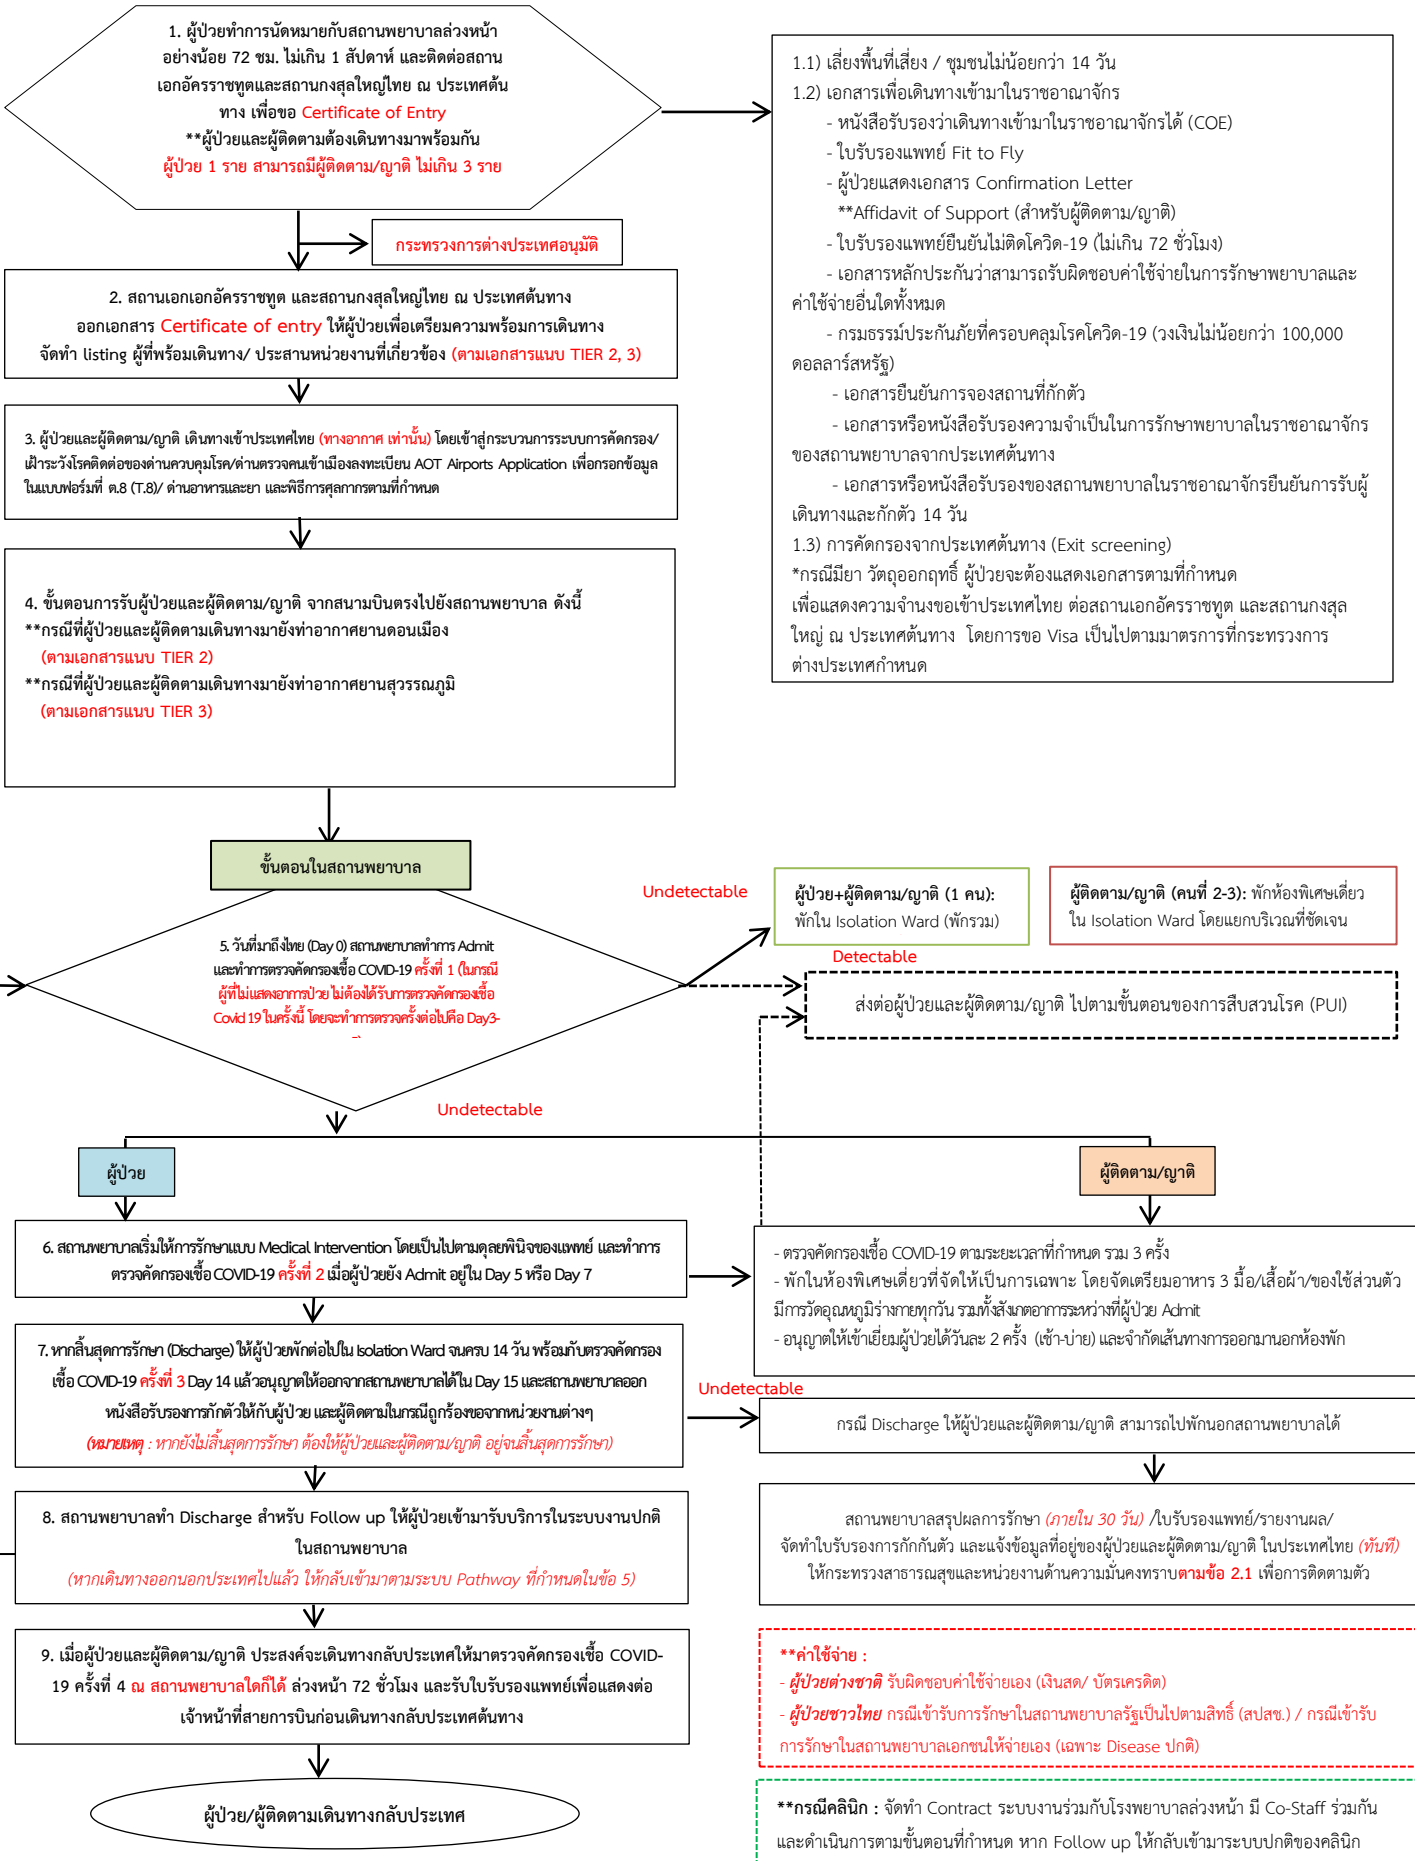 1. ผู้ป่วยทำการนัดหมายกับสถานพยาบาลล่วงหน้า
อย่างน้อย 72 ชม. ไม่เกิน 1 สัปดาห์ และติดต่อสถาน
เอกอัครราชทูตและสถานกงสุลใหญ่ไทย ณ ประเทศต้น
ทาง เพื่อขอ Certificate of Entry
**ผู้ป่วยและผู้ติดตามต้องเดินทางมาพร้อมกัน
ผู้ป่วย 1 ราย สามารถมีผู้ติดตาม/ญาติ ไม่เกิน 3 ราย
1.1) เลี่ยงพื้นที่เสี่ยง / ชุมชนไม่น้อยกว่า 14 วัน
1.2) เอกสารเพื่อเดินทางเข้ามาในราชอาณาจักร
- หนังสือรับรองว่าเดินทางเข้ามาในราชอาณาจักรได้ (COE)
- ใบรับรองแพทย์ Fit to Fly
- ผู้ป่วยแสดงเอกสาร Confirmation Letter
**Affidavit of Support (สำหรับผู้ติดตาม/ญาติ)
- ใบรับรองแพทย์ยืนยันไม่ติดโควิด-19 (ไม่เกิน 72 ชั่วโมง)
- เอกสารหลักประกันว่าสามารถรับผิดชอบค่าใช้จ่ายในการรักษาพยาบาลและ
ค่าใช้จ่ายอื่นใดทั้งหมด
- กรมธรรม์ประกันภัยที่ครอบคลุมโรคโควิด-19 (วงเงินไม่น้อยกว่า 100,000
ดอลลาร์สหรัฐ)
- เอกสารยืนยันการจองสถานที่กักตัว
- เอกสารหรือหนังสือรับรองความจำเป็นในการรักษาพยาบาลในราชอาณาจักร
ของสถานพยาบาลจากประเทศต้นทาง
- เอกสารหรือหนังสือรับรองของสถานพยาบาลในราชอาณาจักรยืนยันการรับผู้
เดินทางและกักตัว 14 วัน
1.3) การคัดกรองจากประเทศต้นทาง (Exit screening)
*กรณีมียา วัตถุออกฤทธิ์ ผู้ป่วยจะต้องแสดงเอกสารตามที่กำหนด
เพื่อแสดงความจำนงขอเข้าประเทศไทย ต่อสถานเอกอัครราชทูต และสถานกงสุล
ใหญ่ ณ ประเทศต้นทาง โดยการขอ Visa เป็นไปตามมาตรการที่กระทรวงการ
ต่างประเทศกำหนด
กระทรวงการต่างประเทศอนุมัติ
2. สถานเอกเอกอัครราชทูต และสถานกงสุลใหญ่ไทย ณ ประเทศต้นทาง
ออกเอกสาร Certificate of entry ให้ผู้ป่วยเพื่อเตรียมความพร้อมการเดินทาง
จัดทำ listing ผู้ที่พร้อมเดินทาง/ ประสานหน่วยงานที่เกี่ยวข้อง (ตามเอกสารแนบ TIER 2, 3)
3. ผู้ป่วยและผู้ติดตาม/ญาติ เดินทางเข้าประเทศไทย (ทางอากาศ เท่านั้น) โดยเข้าสู่กระบวนการระบบการคัดกรอง/
เฝ้าระวังโรคติดต่อของด่านควบคุมโรค/ด่านตรวจคนเข้าเมืองลงทะเบียน AOT Airports Application เพื่อกรอกข้อมูล
ในแบบฟอร์มที่ ต.8 (T.8)/ ด่านอาหารและยา และพิธีการศุลกากรตามที่กำหนด
4. ขั้นตอนการรับผู้ป่วยและผู้ติดตาม/ญาติ จากสนามบินตรงไปยังสถานพยาบาล ดังนี้
**กรณีที่ผู้ป่วยและผู้ติดตามเดินทางมายังท่าอากาศยานดอนเมือง
(ตามเอกสารแนบ TIER 2)
**กรณีที่ผู้ป่วยและผู้ติดตามเดินทางมายังท่าอากาศยานสุวรรณภูมิ
(ตามเอกสารแนบ TIER 3)
ขั้นตอนในสถานพยาบาล
5. วันที่มาถึงไทย (Day 0) สถานพยาบาลทำการ Admit
และทำการตรวจคัดกรองเชื้อ COVID-19 ครั้งที่ 1 (ในกรณี
ผู้ที่ไม่แสดงอาการป่วย ไม่ต้องได้รับการตรวจคัดกรองเชื้อ
Covid 19 ในครั้งนี้ โดยจะทำการตรวจครั้งต่อไปคือ Day3-
Undetectable
ผู้ป่วย+ผู้ติดตาม/ญาติ (1 คน):
พักใน Isolation Ward (พักรวม)
ผู้ติดตาม/ญาติ (คนที่ 2-3): พักห้องพิเศษเดี่ยว
ใน Isolation Ward โดยแยกบริเวณที่ชัดเจน
Detectable
ส่งต่อผู้ป่วยและผู้ติดตาม/ญาติ ไปตามขั้นตอนของการสืบสวนโรค (PUI)
Undetectable
ผู้ป่วย
ผู้ติดตาม/ญาติ
6. สถานพยาบาลเริ่มให้การรักษาแบบ Medical Intervention โดยเป็นไปตามดุลยพินิจของแพทย์ และทำการ
ตรวจคัดกรองเชื้อ COVID-19 ครั้งที่ 2 เมื่อผู้ป่วยยัง Admit อยู่ใน Day 5 หรือ Day 7
- ตรวจคัดกรองเชื้อ COVID-19 ตามระยะเวลาที่กำหนด รวม 3 ครั้ง
- พักในห้องพิเศษเดี่ยวที่จัดให้เป็นการเฉพาะ โดยจัดเตรียมอาหาร 3 มื้อ/เสื้อผ้า/ของใช้ส่วนตัว
มีการวัดอุณหภูมิร่างกายทุกวัน รวมทั้งสังเกตอาการระหว่างที่ผู้ป่วย Admit
- อนุญาตให้เข้าเยี่ยมผู้ป่วยได้วันละ 2 ครั้ง (เช้า-บ่าย) และจำกัดเส้นทางการออกมานอกห้องพัก
7. หากสิ้นสุดการรักษา (Discharge) ให้ผู้ป่วยพักต่อไปใน Isolation Ward จนครบ 14 วัน พร้อมกับตรวจคัดกรอง
เชื้อ COVID-19 ครั้งที่ 3 Day 14 แล้วอนุญาตให้ออกจากสถานพยาบาลได้ใน Day 15 และสถานพยาบาลออก
หนังสือรับรองการกักตัวให้กับผู้ป่วย และผู้ติดตามในกรณีถูกร้องขอจากหน่วยงานต่างๆ
(หมายเหตุ : หากยังไม่สิ้นสุดการรักษา ต้องให้ผู้ป่วยและผู้ติดตาม/ญาติ อยู่จนสิ้นสุดการรักษา)
Undetectable
กรณี Discharge ให้ผู้ป่วยและผู้ติดตาม/ญาติ สามารถไปพักนอกสถานพยาบาลได้
8. สถานพยาบาลทำ Discharge สำหรับ Follow up ให้ผู้ป่วยเข้ามารับบริการในระบบงานปกติ
ในสถานพยาบาล
(หากเดินทางออกนอกประเทศไปแล้ว ให้กลับเข้ามาตามระบบ Pathway ที่กำหนดในข้อ 5)
สถานพยาบาลสรุปผลการรักษา (ภายใน 30 วัน) /ใบรับรองแพทย์/รายงานผล/
จัดทำใบรับรองการกักกันตัว และแจ้งข้อมูลที่อยู่ของผู้ป่วยและผู้ติดตาม/ญาติ ในประเทศไทย (ทันที)
ให้กระทรวงสาธารณสุขและหน่วยงานด้านความมั่นคงทราบตามข้อ 2.1 เพื่อการติดตามตัว
9. เมื่อผู้ป่วยและผู้ติดตาม/ญาติ ประสงค์จะเดินทางกลับประเทศให้มาตรวจคัดกรองเชื้อ COVID-
19 ครั้งที่ 4 ณ สถานพยาบาลใดก็ได้ ล่วงหน้า 72 ชั่วโมง และรับใบรับรองแพทย์เพื่อแสดงต่อ
เจ้าหน้าที่สายการบินก่อนเดินทางกลับประเทศต้นทาง
**ค่าใช้จ่าย :
- ผู้ป่วยต่างชาติ รับผิดชอบค่าใช้จ่ายเอง (เงินสด/ บัตรเครดิต)
- ผู้ป่วยชาวไทย กรณีเข้ารับการรักษาในสถานพยาบาลรัฐเป็นไปตามสิทธิ์ (สปสช.) / กรณีเข้ารับ
การรักษาในสถานพยาบาลเอกชนให้จ่ายเอง (เฉพาะ Disease ปกติ)
ผู้ป่วย/ผู้ติดตามเดินทางกลับประเทศ
**กรณีคลินิก : จัดทำ Contract ระบบงานร่วมกับโรงพยาบาลล่วงหน้า มี Co-Staff ร่วมกัน
และดำเนินการตามขั้นตอนที่กำหนด หาก Follow up ให้กลับเข้ามาระบบปกติของคลินิก